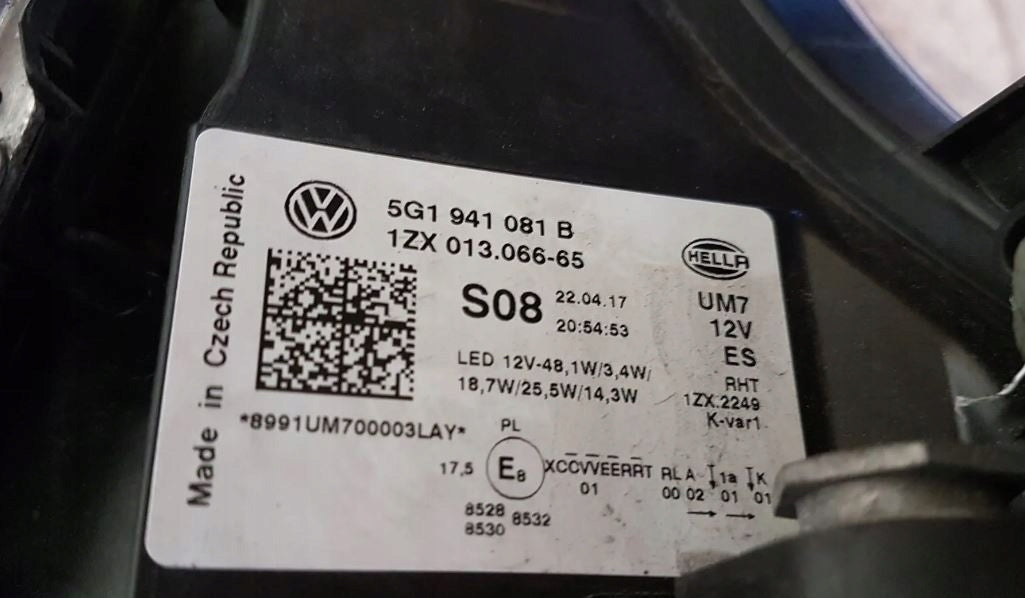 Made in Czech Republic
5G1 941 081 B
1ZX 013.066-65
HELLA
S08
22.04.17
20:54:53
UM7
12V
ES
RHT
1ZX.2249
K-var1
LED 12V-48,1W/3,4W/
18,7W/25,5W/14,3W
*8991UM700003LAY*
PL
17,5 E8 XCCVVEERRT RL A 1a K
01 00 02 01 01
8528 8532
8530